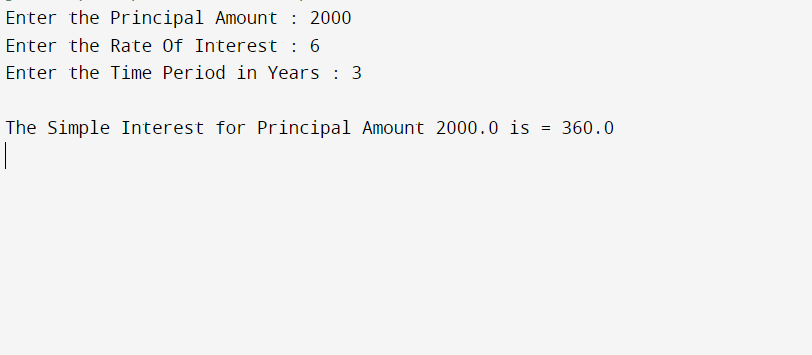 Enter the Principal Amount : 2000
Enter the Rate Of Interest : 6
Enter the Time Period in Years : 3
The Simple Interest for Principal Amount 2000.0 is = 360.0